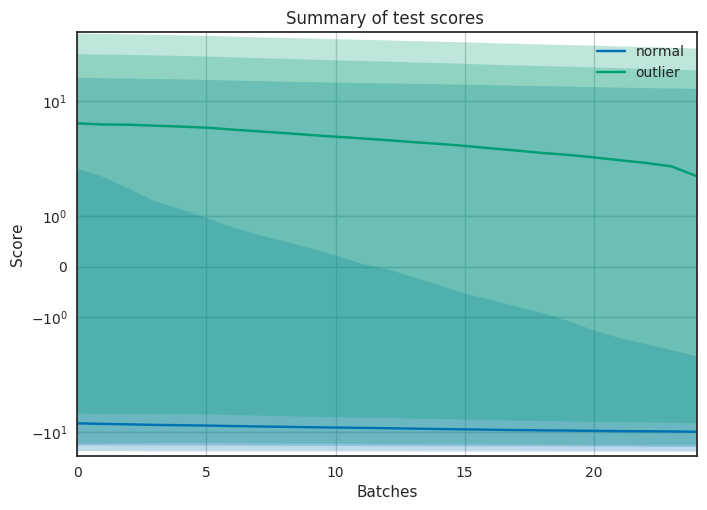 Summary of test scores
normal
outlier
10¹
10⁰
0
−10⁰
−10¹
Score
0 5 10 15 20
Batches